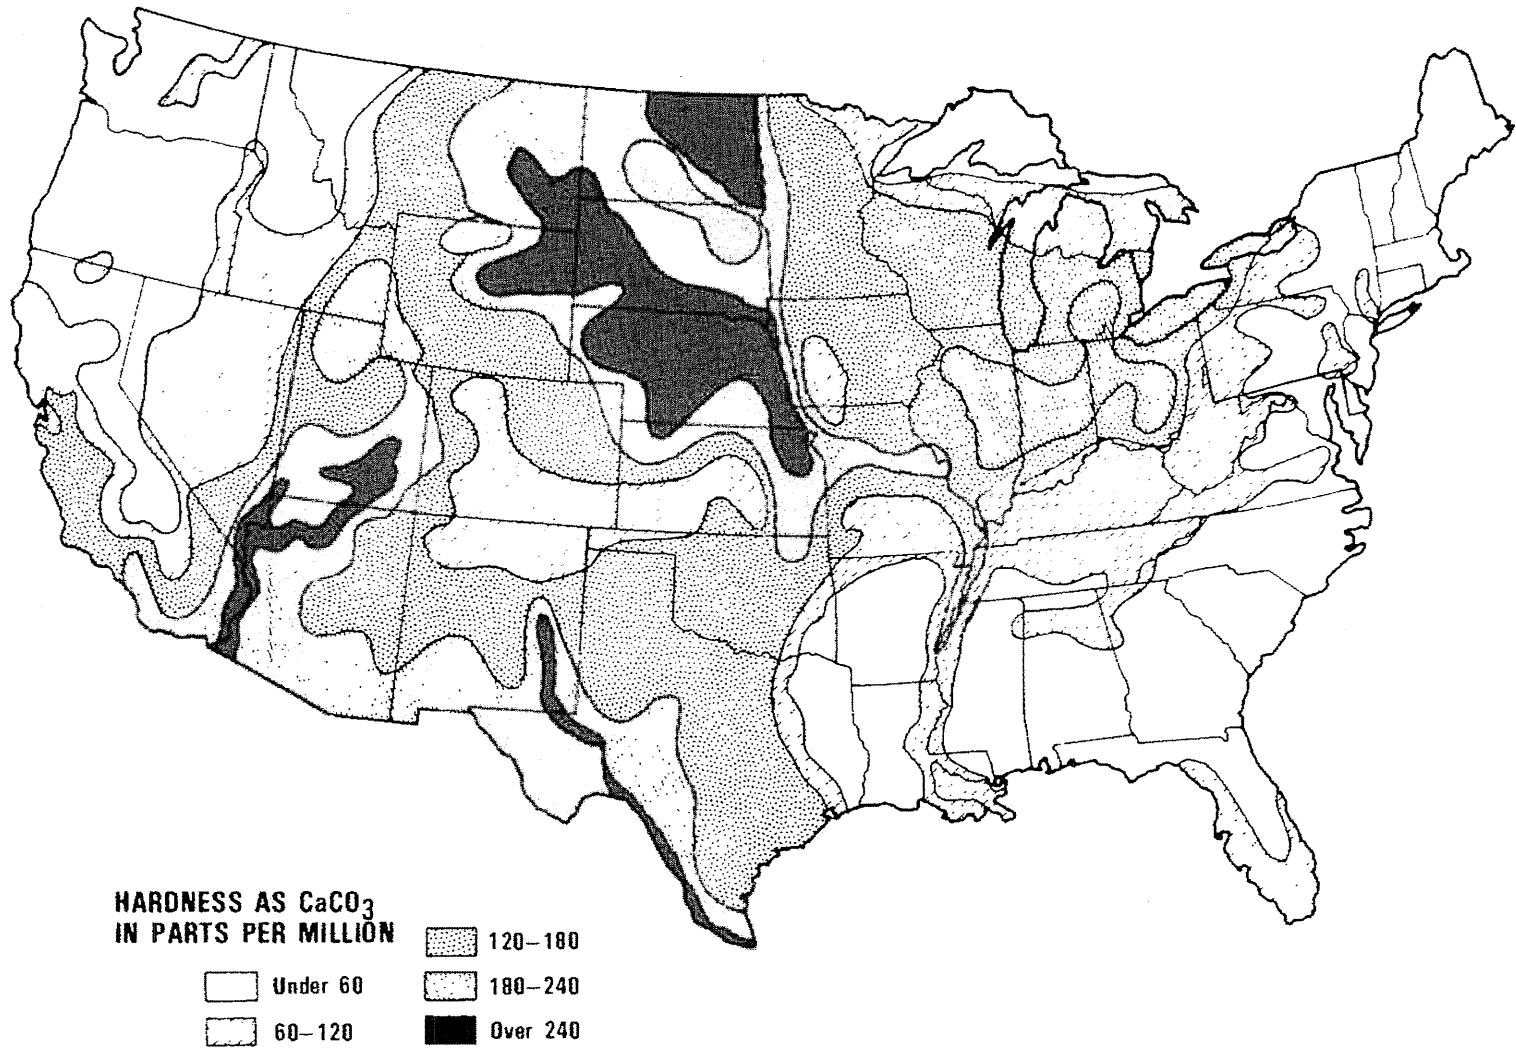 HARDNESS AS CaCO3
IN PARTS PER MILLION
Under 60
60–120
120–180
180–240
Over 240